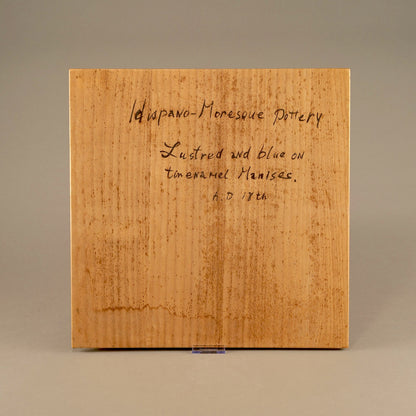 Hispano-Moresque Pottery
Lustred and blue on
tinenamel Manises.
A.D 18th